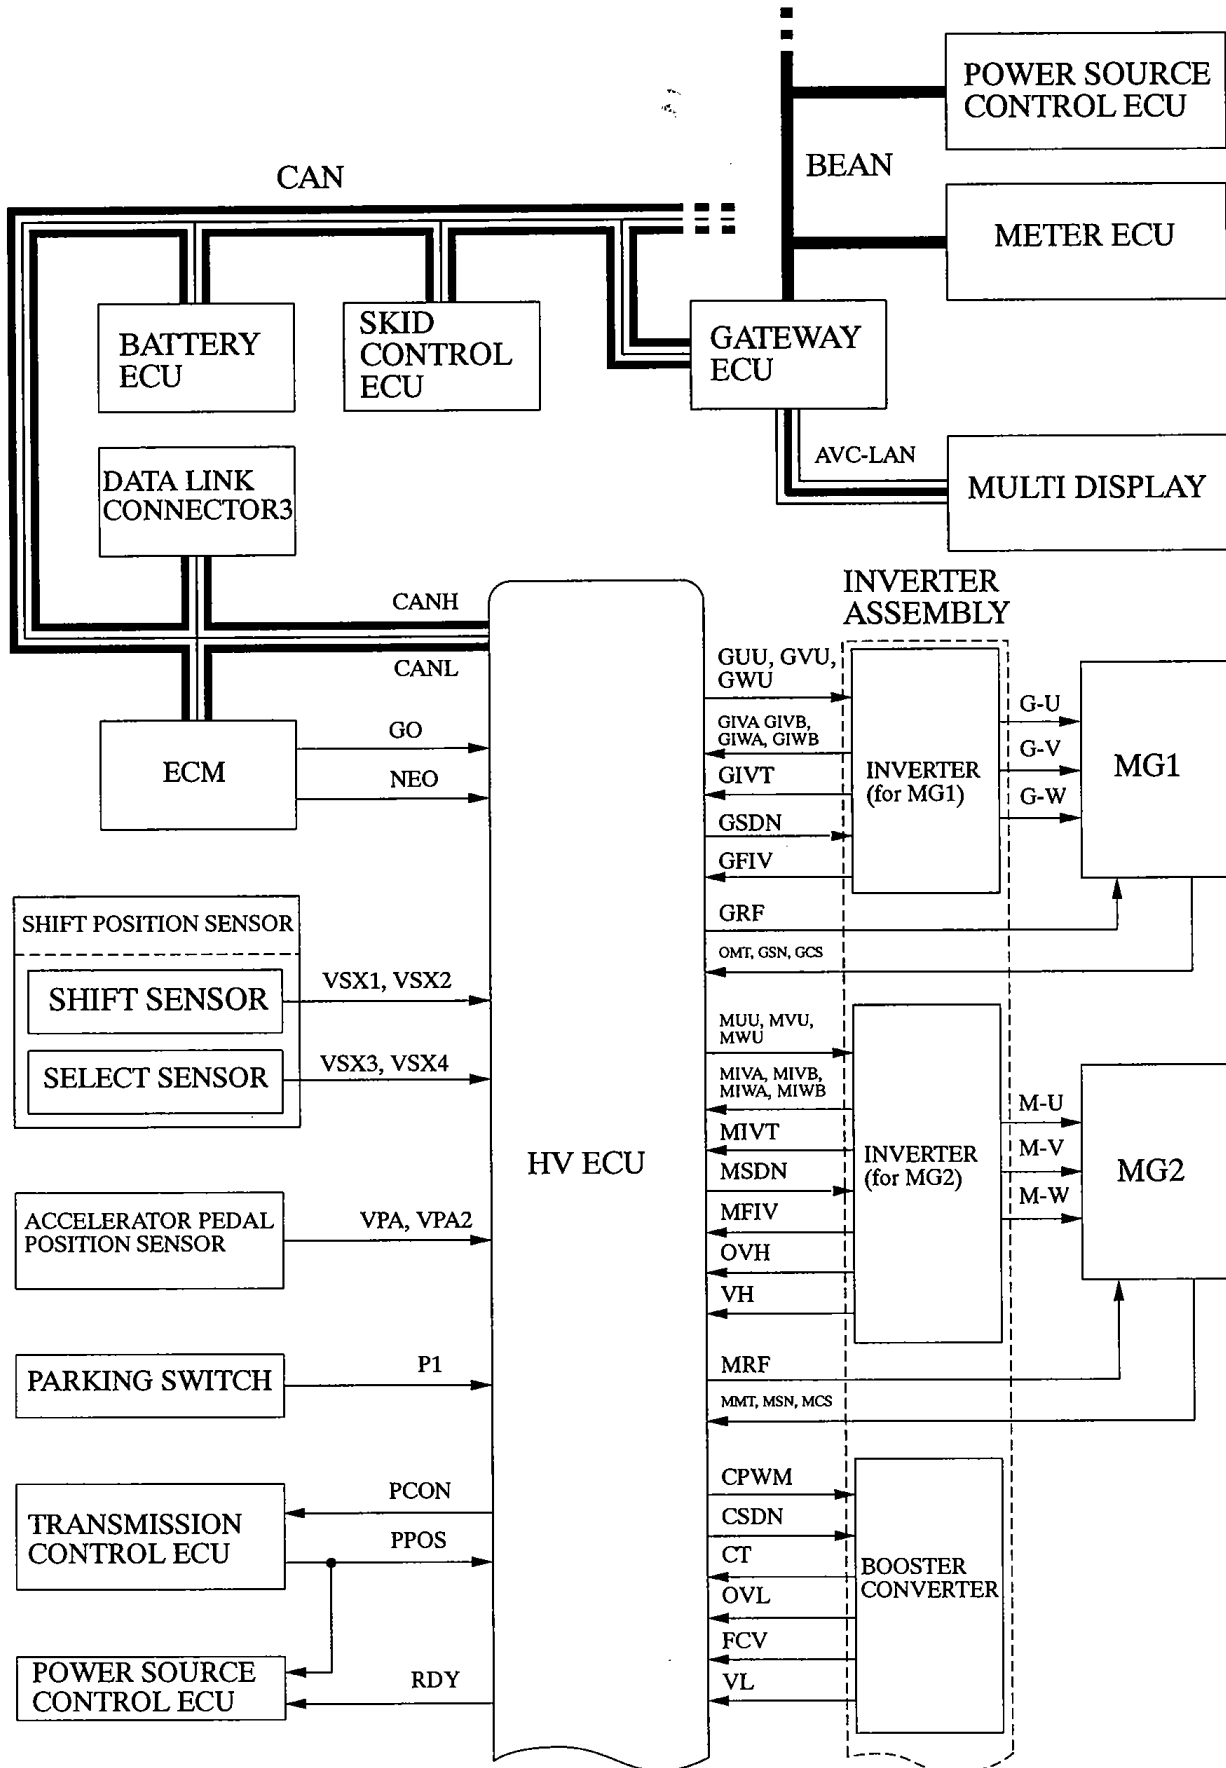 POWER SOURCE
CONTROL ECU
BEAN
CAN
METER ECU
BATTERY
ECU
SKID
CONTROL
ECU
GATEWAY
ECU
AVC-LAN
MULTI DISPLAY
DATA LINK
CONNECTOR3
CANH
CANL
INVERTER
ASSEMBLY
ECM
GO
NEO
SHIFT POSITION SENSOR
SHIFT SENSOR
VSX1, VSX2
SELECT SENSOR
VSX3, VSX4
ACCELERATOR PEDAL
POSITION SENSOR
VPA, VPA2
PARKING SWITCH
P1
TRANSMISSION
CONTROL ECU
PCON
PPOS
POWER SOURCE
CONTROL ECU
RDY
HV ECU
GUU, GVU,
GWU
GIVA GIVB,
GIWA, GIWB
GIVT
GSDN
GFIV
GRF
OMT, GSN, GCS
INVERTER
(for MG1)
G-U
G-V
G-W
MG1
MUU, MVU,
MWU
MIVA, MIVB,
MIWA, MIWB
MIVT
MSDN
MFIV
OVH
VH
MRF
MMT, MSN, MCS
INVERTER
(for MG2)
M-U
M-V
M-W
MG2
CPWM
CSDN
CT
OVL
FCV
VL
BOOSTER
CONVERTER